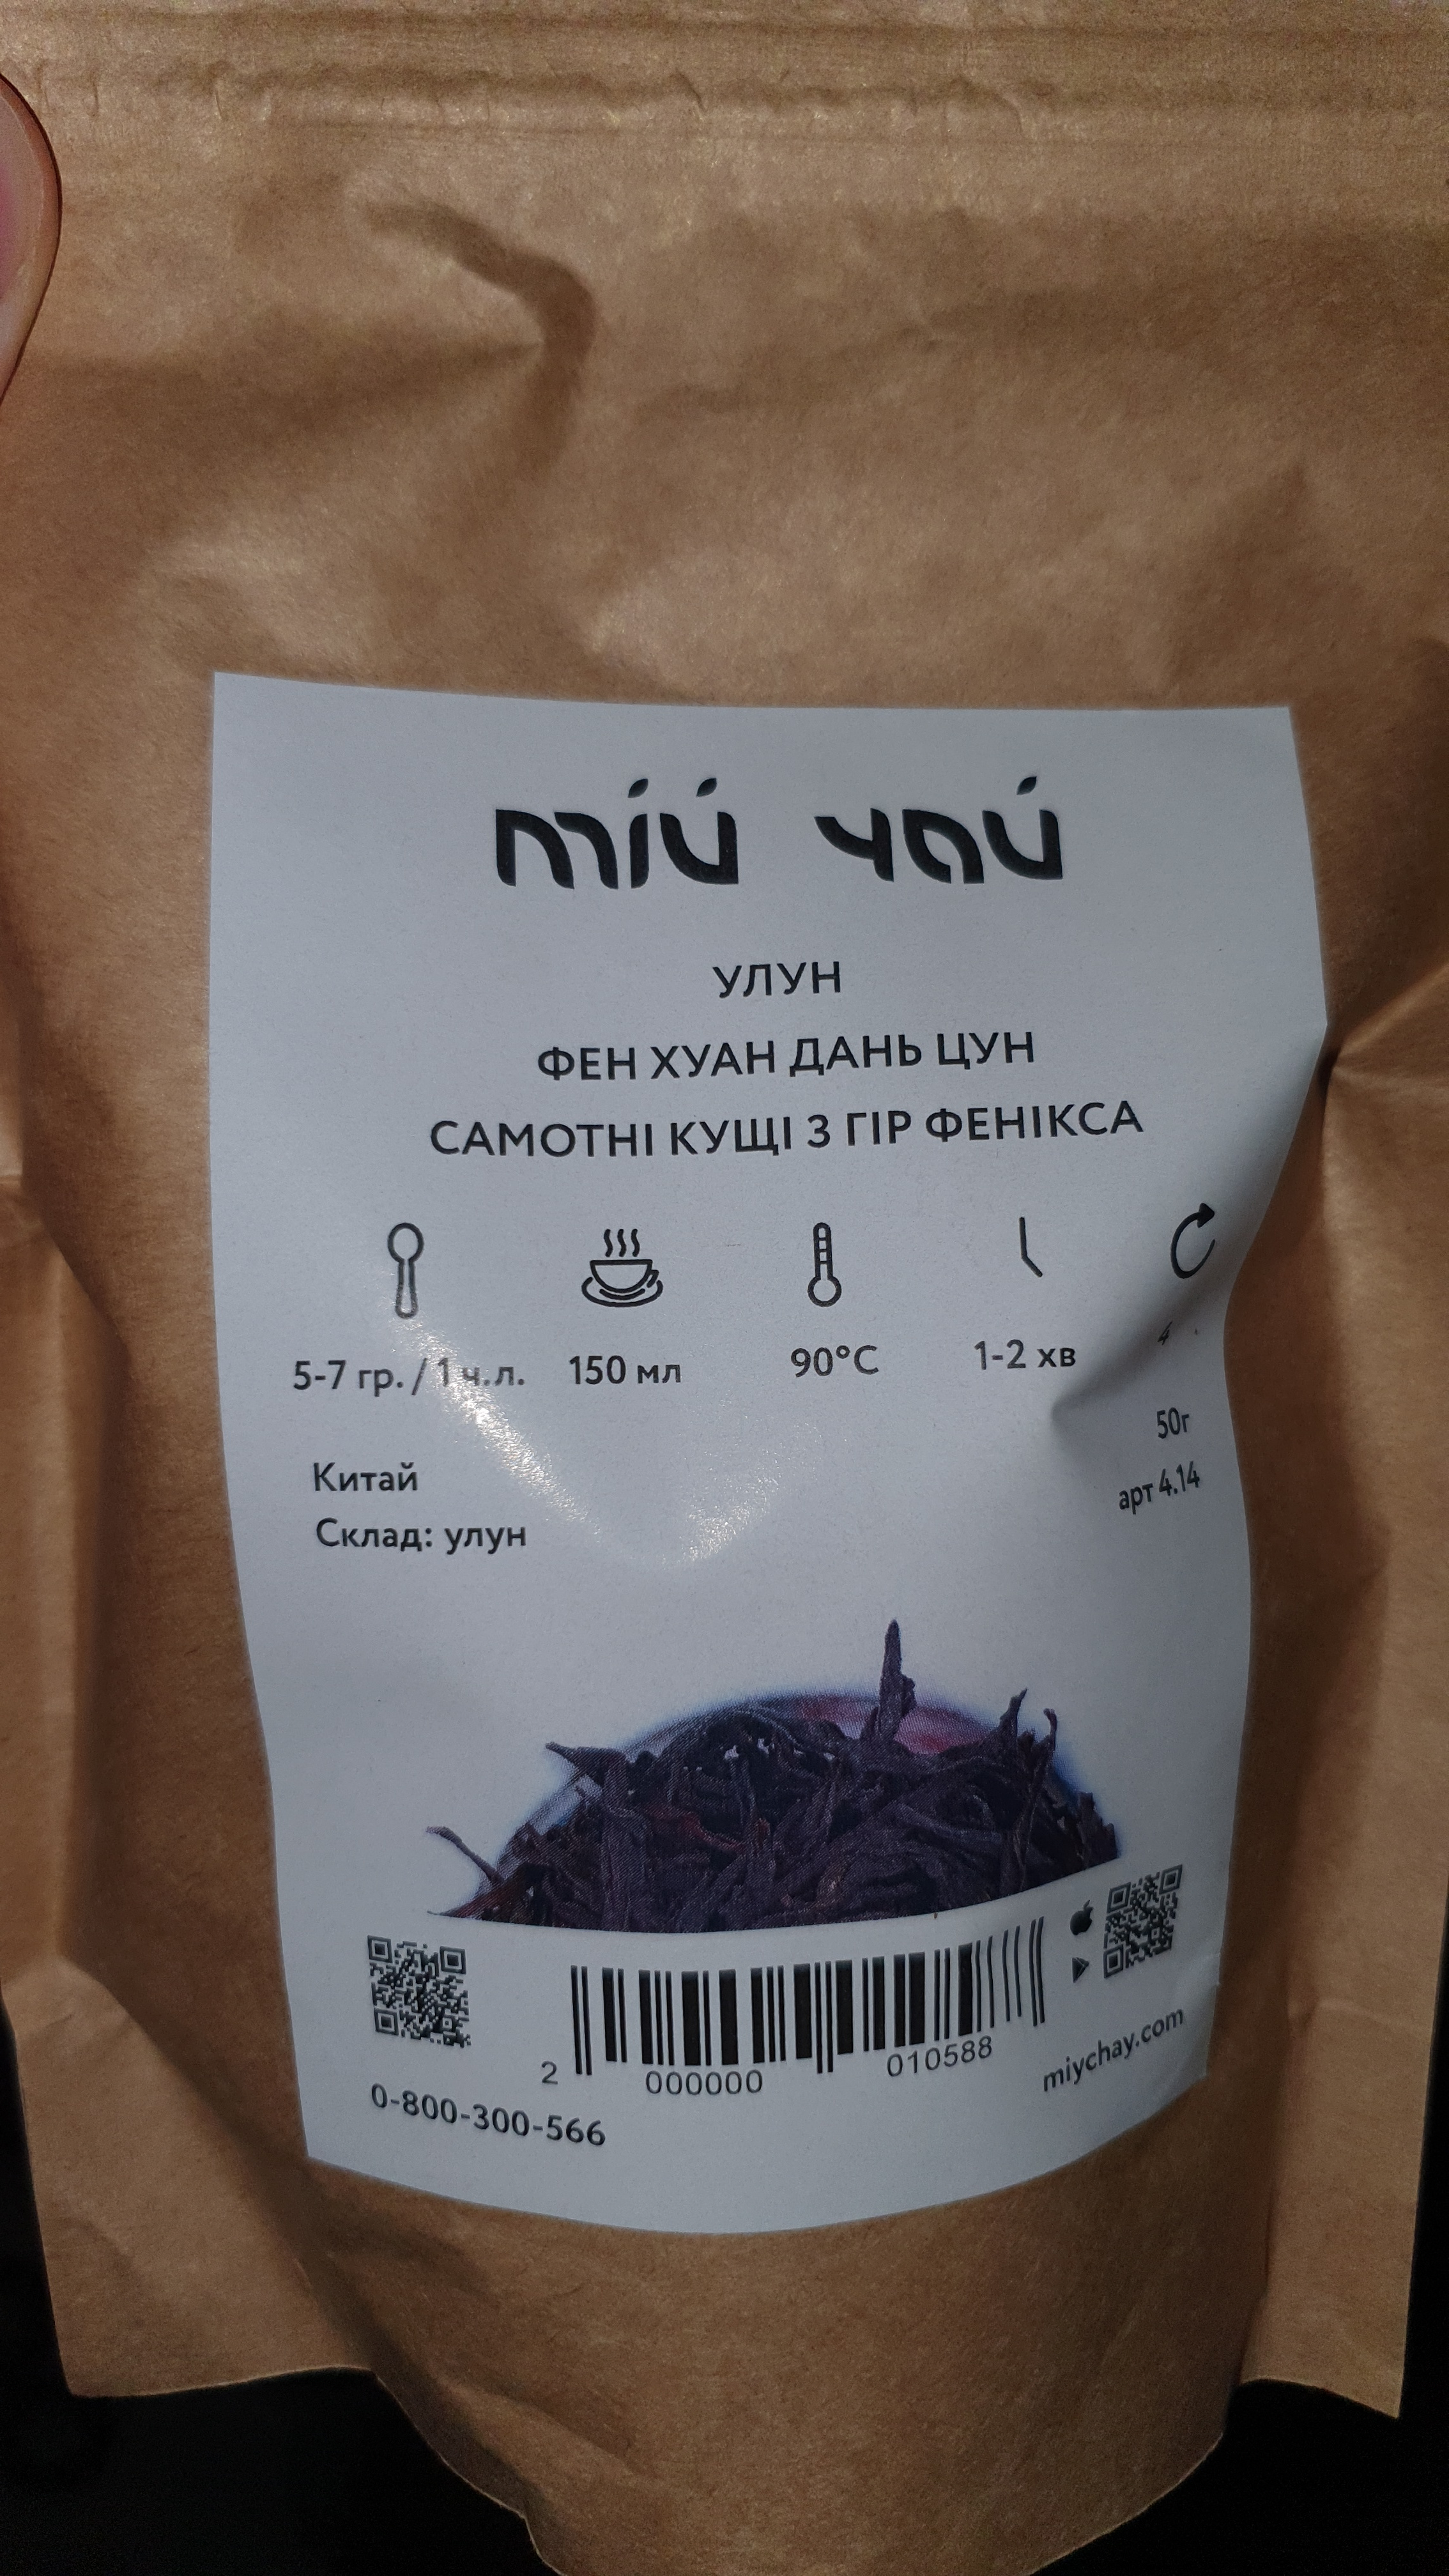 мій чай
УЛУН
ФЕН ХУАН ДАНЬ ЦУН
САМОТНІ КУЩІ З ГІР ФЕНІКСА
5-7 гр. / 1 ч.л.
150 мл
90°C
1-2 хв
4
50г
арт 4.14
Китай
Склад: улун
2 000000 010588
miychay.com
0-800-300-566